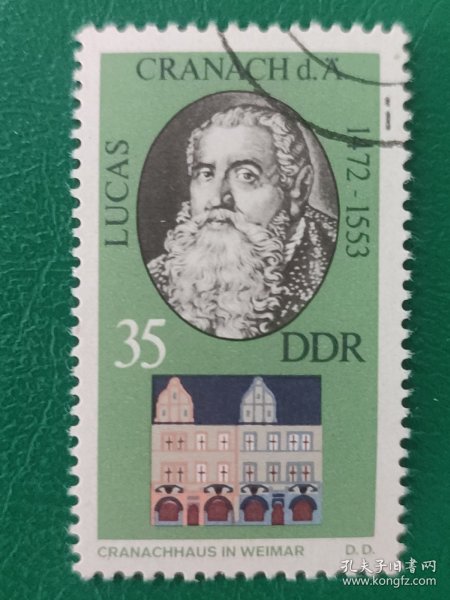 CRANACH d. Ä.
LUCAS
1472-1553
35
DDR
CRANACHHAUS IN WEIMAR
D. D.
孔夫子旧书网
www.kongfz.com